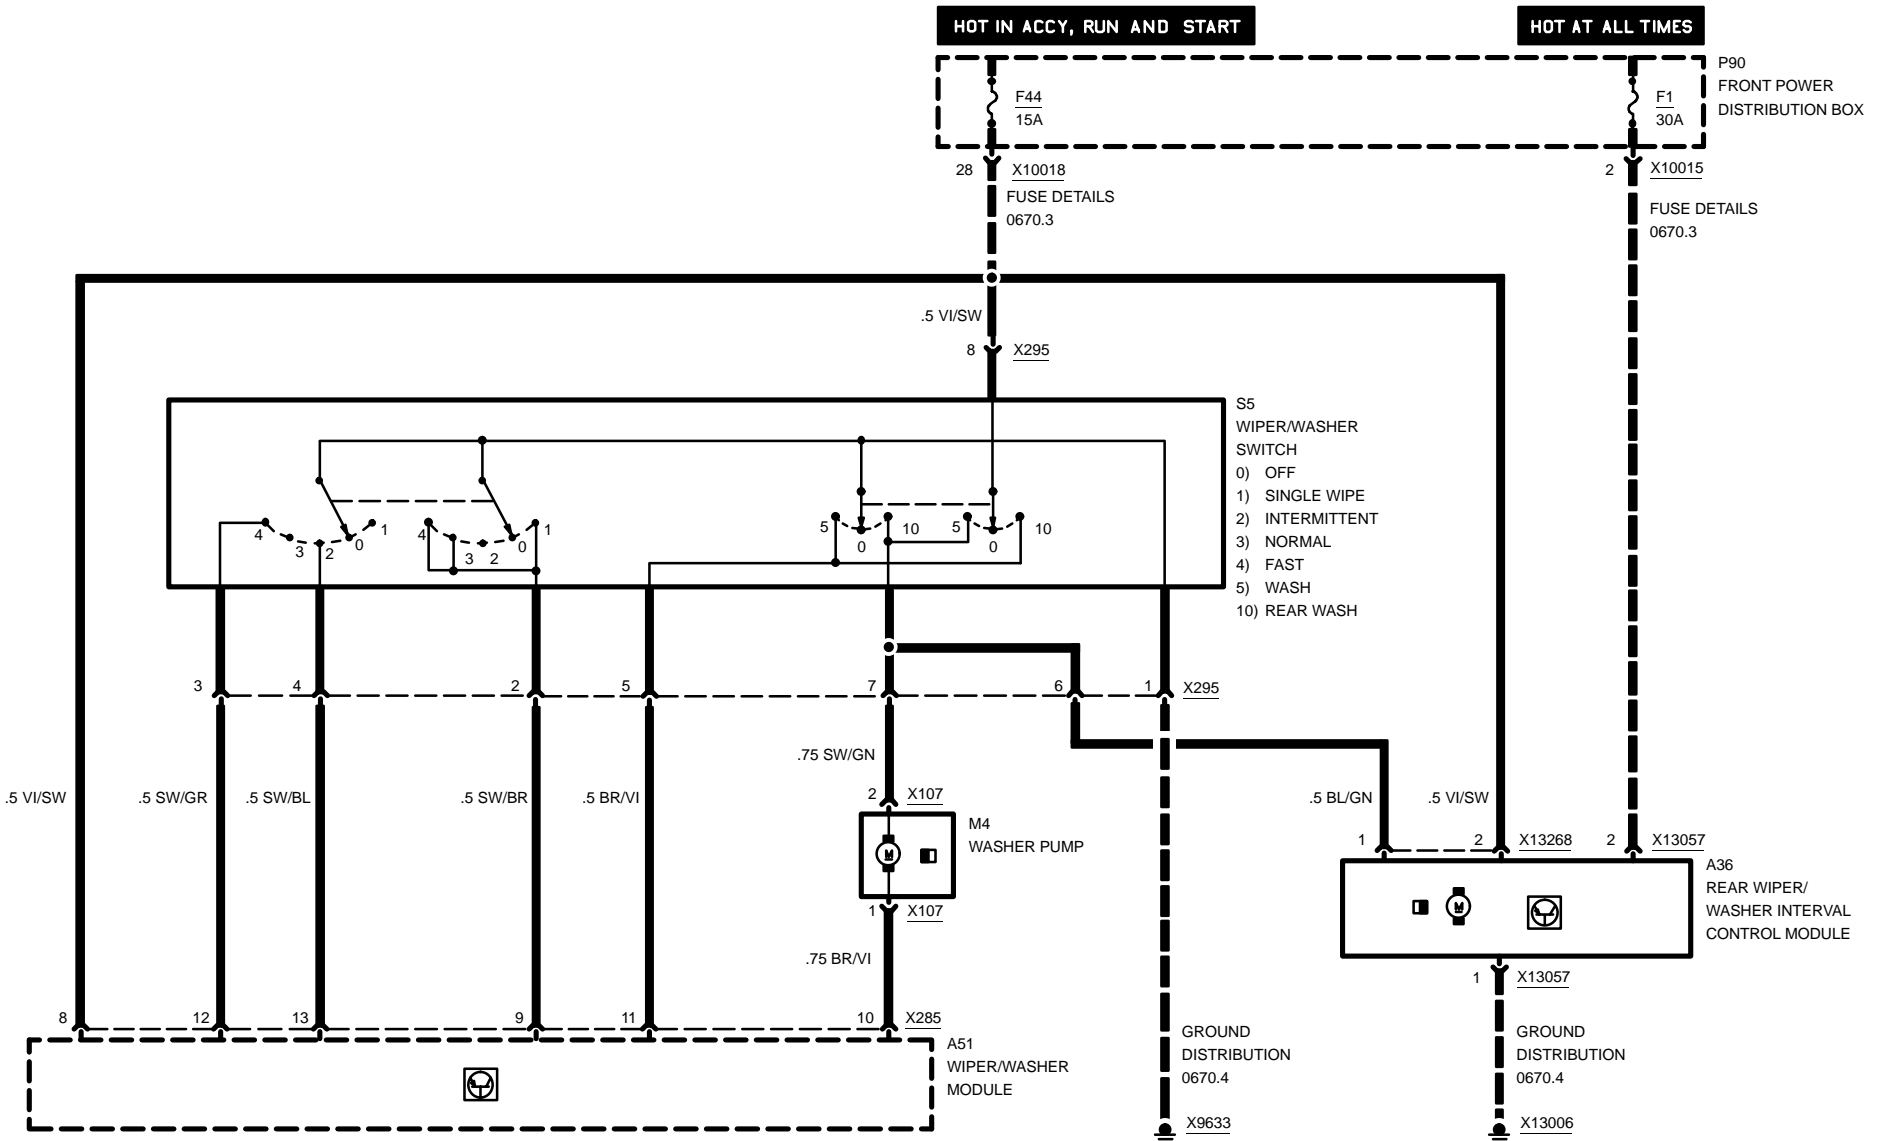 HOT IN ACCY, RUN AND START
HOT AT ALL TIMES
P90
FRONT POWER
DISTRIBUTION BOX
F44
15A
F1
30A
28 X10018
FUSE DETAILS
0670.3
2 X10015
FUSE DETAILS
0670.3
.5 VI/SW
8 X295
S5
WIPER/WASHER
SWITCH
0) OFF
1) SINGLE WIPE
2) INTERMITTENT
3) NORMAL
4) FAST
5) WASH
10) REAR WASH
4 3 2 0 1
4 3 2 0 1
5 0 10
5 0 10
3 4 2 5 7 6 1 X295
.75 SW/GN
.5 VI/SW
.5 SW/GR
.5 SW/BL
.5 SW/BR
.5 BR/VI
.5 BL/GN
.5 VI/SW
2 X107
M4
WASHER PUMP
M
1 X107
.75 BR/VI
1 2 X13268
2 X13057
A36
REAR WIPER/
WASHER INTERVAL
CONTROL MODULE
M
1 X13057
8 12 13 9 11 10 X285
A51
WIPER/WASHER
MODULE
GROUND
DISTRIBUTION
0670.4
X9633
GROUND
DISTRIBUTION
0670.4
X13006